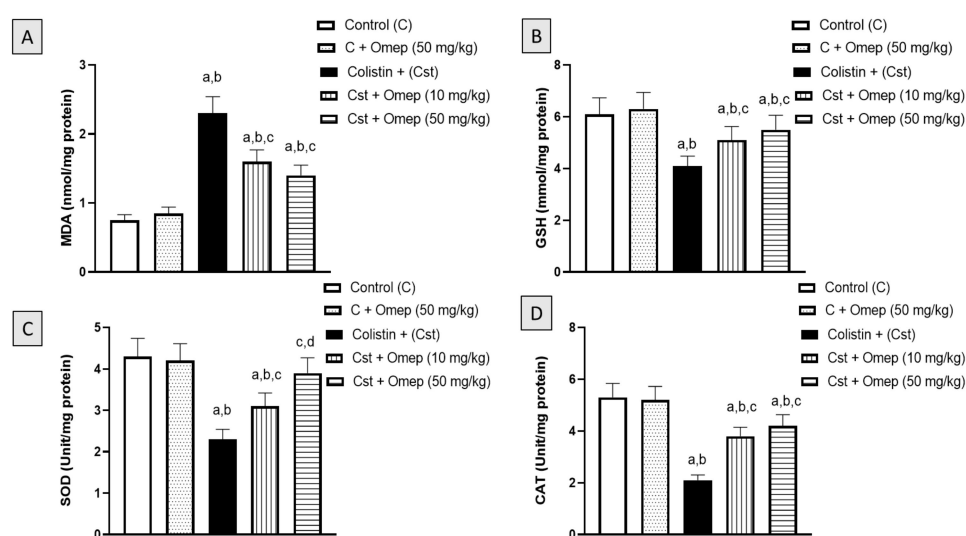 A
Control (C)
C + Omep (50 mg/kg)
Colistin + (Cst)
Cst + Omep (10 mg/kg)
Cst + Omep (50 mg/kg)
MDA (nmol/mg protein)
3
2
1
0
a,b
a,b,c
a,b,c
B
Control (C)
C + Omep (50 mg/kg)
Colistin + (Cst)
Cst + Omep (10 mg/kg)
Cst + Omep (50 mg/kg)
GSH (mmol/mg protein)
8
6
4
2
0
a,b
a,b,c
a,b,c
C
Control (C)
C + Omep (50 mg/kg)
Colistin + (Cst)
Cst + Omep (10 mg/kg)
Cst + Omep (50 mg/kg)
SOD (Unit/mg protein)
5
4
3
2
1
0
a,b
a,b,c
c,d
D
Control (C)
C + Omep (50 mg/kg)
Colistin + (Cst)
Cst + Omep (10 mg/kg)
Cst + Omep (50 mg/kg)
CAT (Unit/mg protein)
8
6
4
2
0
a,b
a,b,c
a,b,c